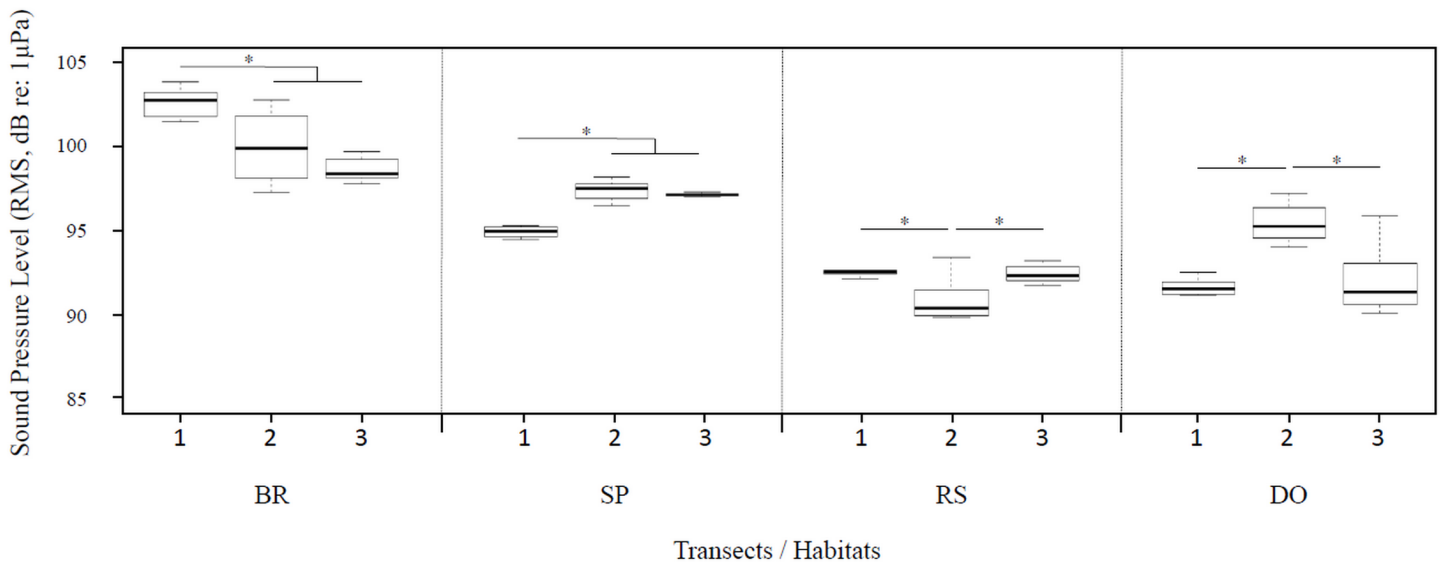 Sound Pressure Level (RMS, dB re: 1μPa)
105
100
95
90
85
*
*
*
*
*
*
1 2 3 1 2 3 1 2 3 1 2 3
BR SP RS DO
Transects / Habitats